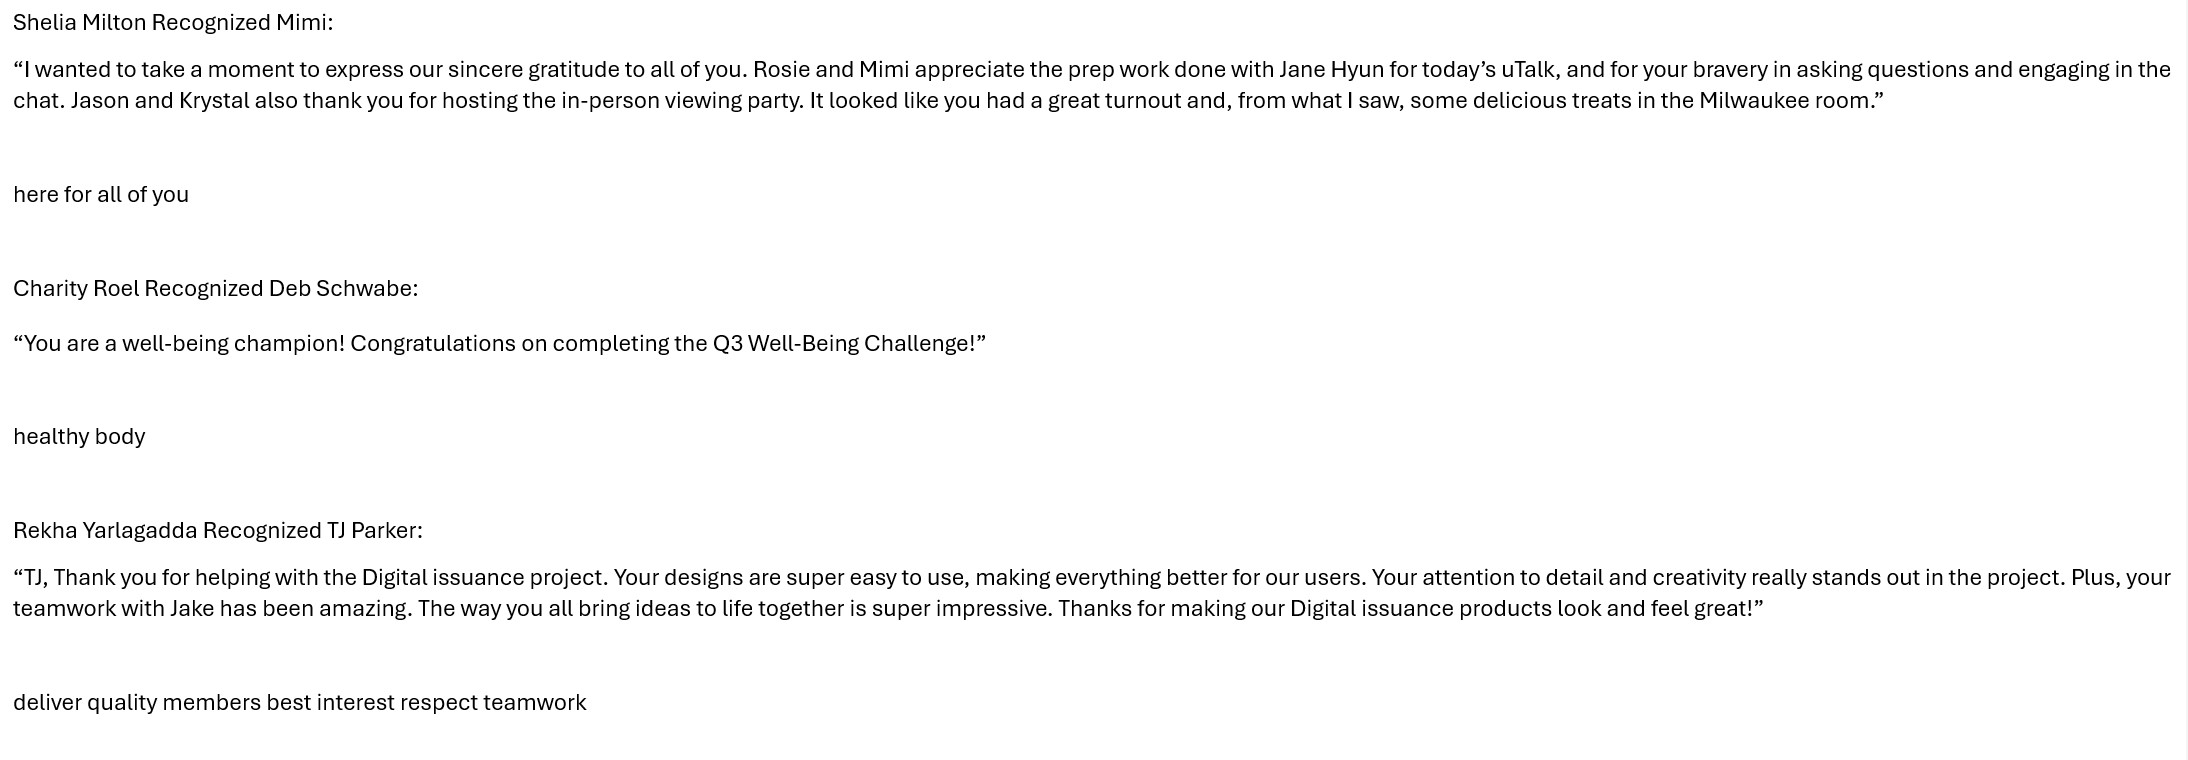 Shelia Milton Recognized Mimi:
“I wanted to take a moment to express our sincere gratitude to all of you. Rosie and Mimi appreciate the prep work done with Jane Hyun for today’s uTalk, and for your bravery in asking questions and engaging in the
chat. Jason and Krystal also thank you for hosting the in-person viewing party. It looked like you had a great turnout and, from what I saw, some delicious treats in the Milwaukee room.”
here for all of you
Charity Roel Recognized Deb Schwabe:
“You are a well-being champion! Congratulations on completing the Q3 Well-Being Challenge!”
healthy body
Rekha Yarlagadda Recognized TJ Parker:
“TJ, Thank you for helping with the Digital issuance project. Your designs are super easy to use, making everything better for our users. Your attention to detail and creativity really stands out in the project. Plus, your
teamwork with Jake has been amazing. The way you all bring ideas to life together is super impressive. Thanks for making our Digital issuance products look and feel great!”
deliver quality members best interest respect teamwork